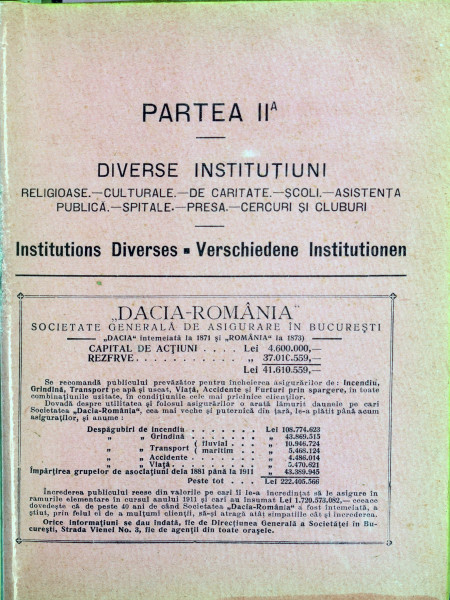 PARTEA IIA
DIVERSE INSTITUȚIUNI
RELIGIOASE.—CULTURALE.—DE CARITATE.—ȘCOLI.—ASISTENȚA
PUBLICĂ.—SPITALE.—PRESA.—CERCURI ȘI CLUBURI
Institutions Diverses ▪ Verschiedene Institutionen
„DACIA-ROMÂNIA"
SOCIETATE GENERALĂ DE ASIGURARE ÎN BUCUREȘTI
„DACIA" întemeiată la 1871 și „ROMÂNIA" la 1873)
CAPITAL DE ACȚIUNI . . . . Lei 4.600.000,—
REZERVE . . . . . . . . „ 37.010.559,—
Lei 41.610.559,—
Se recomandă publicului prevăzător pentru încheierea asigurărilor de: Incendiu,
Grindină, Transport pe apă și uscat, Viață, Accidente și Furturi prin spargere, în toate
combinațiunile uzitate, în condițiunile cele mai priclnice clienților.
Dovadă despre utilitatea și folosul asigurărilor o arată lămurit daunele pe cari
Societatea „Dacia-România", cea mai veche și puternică din țară, le-a plătit până acum
asiguraților, și anume :
Despăgubiri de incendiu . . . . . . . . Lei 108.774.623
„ „ Grindină . . . . . . . . „ 43.869.515
„ „ Transport { fluvial . . . . „ 10.946.724
maritim . . . . „ 5.468.124
„ „ Accidente . . . . . . . . „ 4.486.014
„ „ Viață . . . . . . . . „ 5.470.621
Împărțirea grupelor de asociațiuni dela 1881 până la 1911 „ 43.389.945
Peste tot . . . Lei 222.405.566
Încrederea publicului reese din valorile pe cari îi le-a încredințat să le asigure în
ramurile elementare în cursul anului 1911 și cari au însumat Lei 1.729.573.082,— ceeace
dovedește că de peste 40 ani de când Societatea „Dacia-România" a fost întemeiată, a
știut, prin felul ei de a mulțumi clienții, să-și atragă atât simpatiile cât și încrederea.
Orice informațiuni se dau îndată, fie de Direcțiunea Generală a Societății în Bu-
curești, Strada Vienei No. 3, fie de agenții din toate orașele.